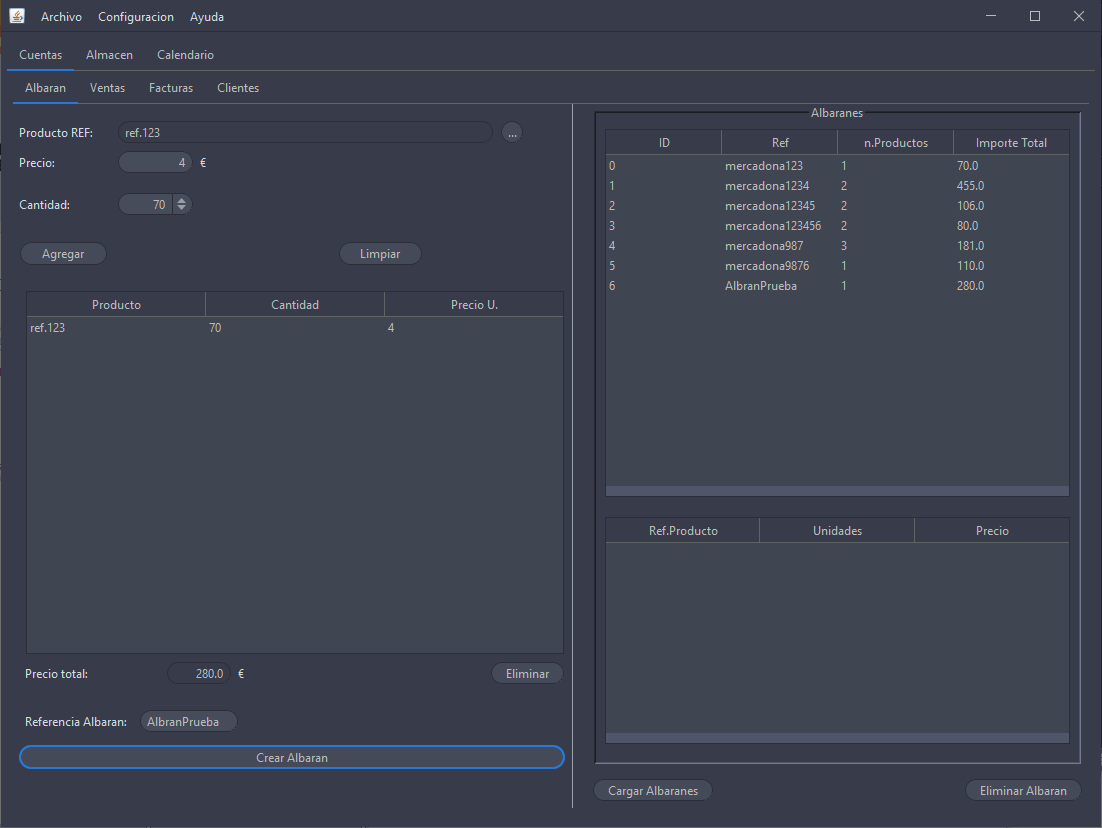 Archivo Configuracion Ayuda
Cuentas Almacen Calendario
Albaran Ventas Facturas Clientes
Producto REF: ref.123 ...
Precio: 4 €
Cantidad: 70
Agregar Limpiar
Producto Cantidad Precio U.
ref.123 70 4
Precio total: 280.0 € Eliminar
Referencia Albaran: AlbranPrueba
Crear Albaran
Albaranes
ID Ref n.Productos Importe Total
0 mercadona123 1 70.0
1 mercadona1234 2 455.0
2 mercadona12345 2 106.0
3 mercadona123456 2 80.0
4 mercadona987 3 181.0
5 mercadona9876 1 110.0
6 AlbranPrueba 1 280.0
Ref.Producto Unidades Precio
Cargar Albaranes Eliminar Albaran